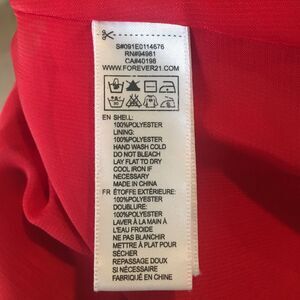 S#091E0114676
RN#94981
CA#40198
WWW.FOREVER21.COM
EN SHELL:
100%POLYESTER
LINING:
100%POLYESTER
HAND WASH COLD
DO NOT BLEACH
LAY FLAT TO DRY
COOL IRON IF
NECESSARY
MADE IN CHINA
FR ÉTOFFE EXTÉRIEURE:
100%POLYESTER
DOUBLURE:
100%POLYESTER
LAVER À LA MAIN À
L'EAU FROIDE
NE PAS BLANCHIR
METTRE À PLAT POUR
SÉCHER
REPASSAGE DOUX
SI NÉCESSAIRE
FABRIQUÉ EN CHINE